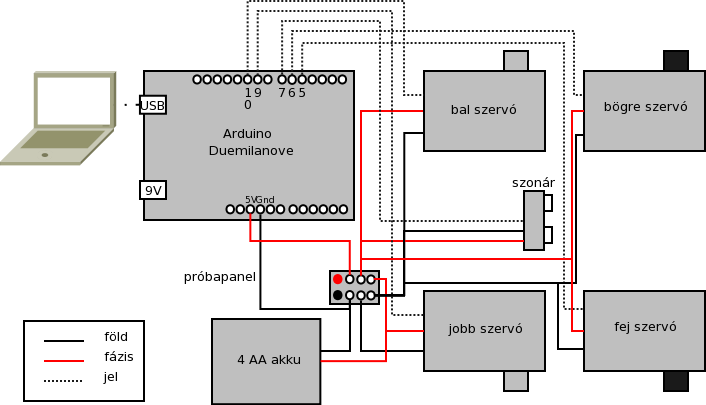 1 9 7 6 5
0
USB
Arduino
Duemilanove
9V
5V Gnd
bal szervó
bögre szervó
szonár
próbapanel
4 AA akku
jobb szervó
fej szervó
föld
fázis
jel